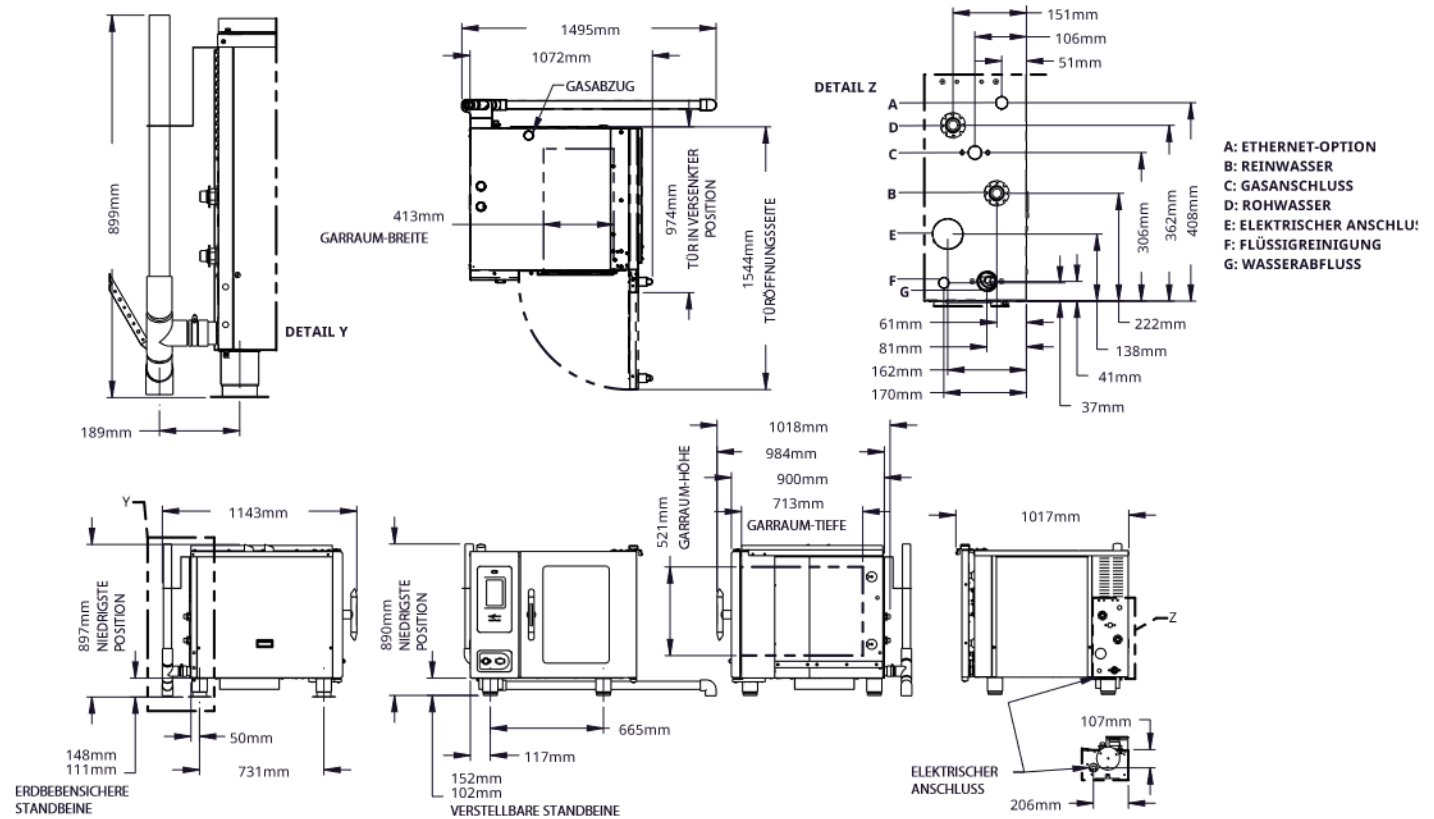 1495mm
1072mm
GASABZUG
413mm
GARRAUM-BREITE
974mm
TÜR IN VERSENKTER
POSITION
1544mm
TÜRÖFFNUNGSSEITE
899mm
DETAIL Y
189mm
151mm
106mm
51mm
DETAIL Z
A
D
C
B
E
F
G
306mm
362mm
408mm
61mm
81mm
162mm
170mm
222mm
138mm
41mm
37mm
A: ETHERNET-OPTION
B: REINWASSER
C: GASANSCHLUSS
D: ROHWASSER
E: ELEKTRISCHER ANSCHLUS
F: FLÜSSIGREINIGUNG
G: WASSERABFLUSS
Y
1143mm
897mm
NIEDRIGSTE
POSITION
50mm
148mm
111mm
731mm
ERDBEBENSICHERE
STANDBEINE
890mm
NIEDRIGSTE
POSITION
665mm
117mm
152mm
102mm
VERSTELLBARE STANDBEINE
1018mm
984mm
900mm
713mm
GARRAUM-TIEFE
521mm
GARRAUM-HÖHE
1017mm
Z
107mm
ELEKTRISCHER
ANSCHLUSS
206mm